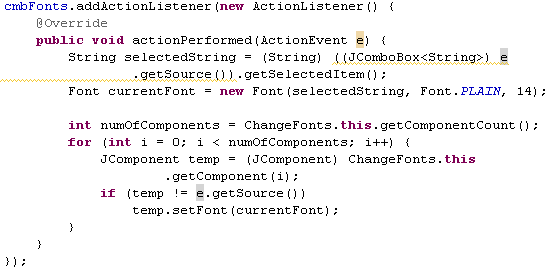 cmbFonts.addActionListener(new ActionListener() {
    @Override
    public void actionPerformed(ActionEvent e) {
        String selectedString = (String) ((JComboBox<String>) e
                .getSource()).getSelectedItem();
        Font currentFont = new Font(selectedString, Font.PLAIN, 14);

        int numOfComponents = ChangeFonts.this.getComponentCount();
        for (int i = 0; i < numOfComponents; i++) {
            JComponent temp = (JComponent) ChangeFonts.this
                    .getComponent(i);
            if (temp != e.getSource())
                temp.setFont(currentFont);
        }
    }
});